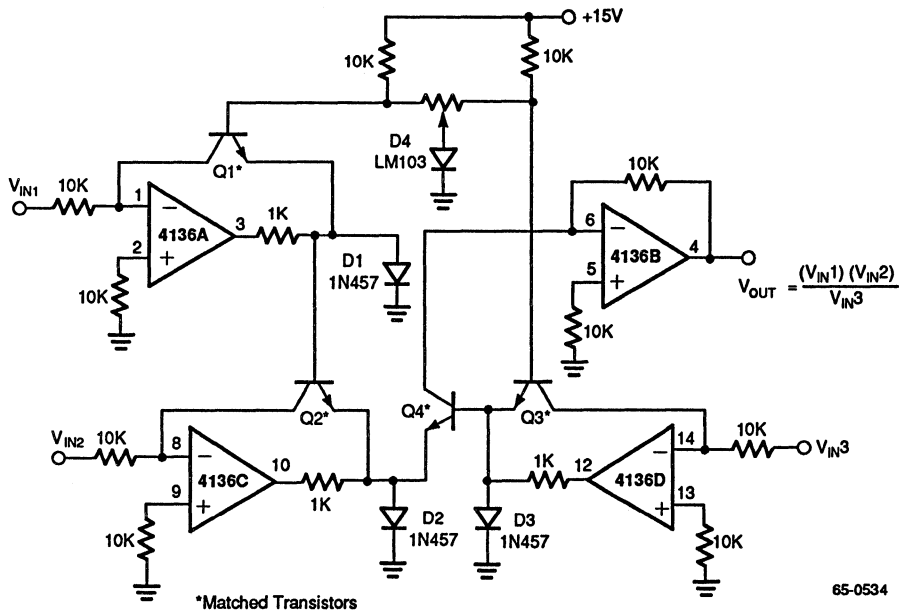 +15V
10K
10K
D4
LM103
Q1*
V_IN1
10K
1
2
3
4136A
1K
10K
D1
1N457
10K
6
5
4
4136B
10K
V_OUT = (V_IN1) (V_IN2) / V_IN3
Q2*
Q4*
Q3*
V_IN2
10K
8
9
10
4136C
1K
10K
D2
1N457
D3
1N457
1K
12
14
13
4136D
10K
V_IN3
10K
*Matched Transistors
65-0534